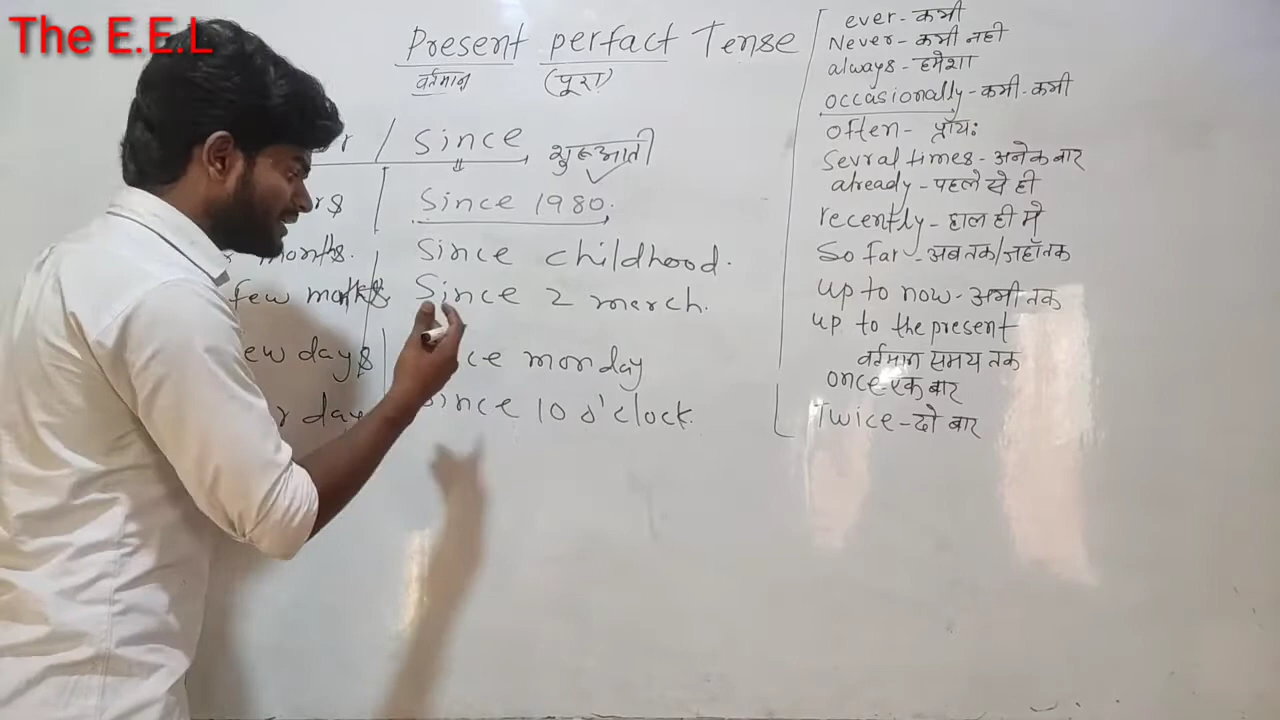 The E.E.L
Present perfact Tense
वर्तमान (पूरा)
/ Since शुरूआती
Since 1980.
months. Since childhood.
few Since 2 march.
days monday
Since 10 o'clock.
ever - कभी
Never - कभी नही
always - हमेशा
occasionally - कभी-कभी
often - प्रॉयः
Sevral times - अनेक बार
already - पहले से ही
recently - हाल ही मे
So far - अब तक/जहॉ तक
up to now - अभी तक
up to the present
वर्तमान समय तक
once - एक बार
Twice - दो बार